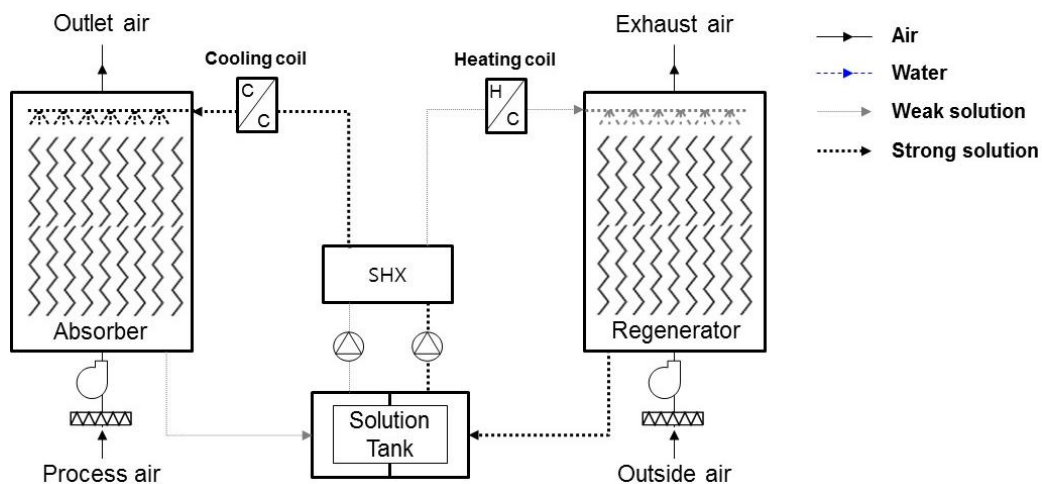 Outlet air
Exhaust air
Air
Cooling coil
Heating coil
Water
C
C
H
C
Weak solution
Strong solution
SHX
Absorber
Regenerator
Solution
Tank
Process air
Outside air